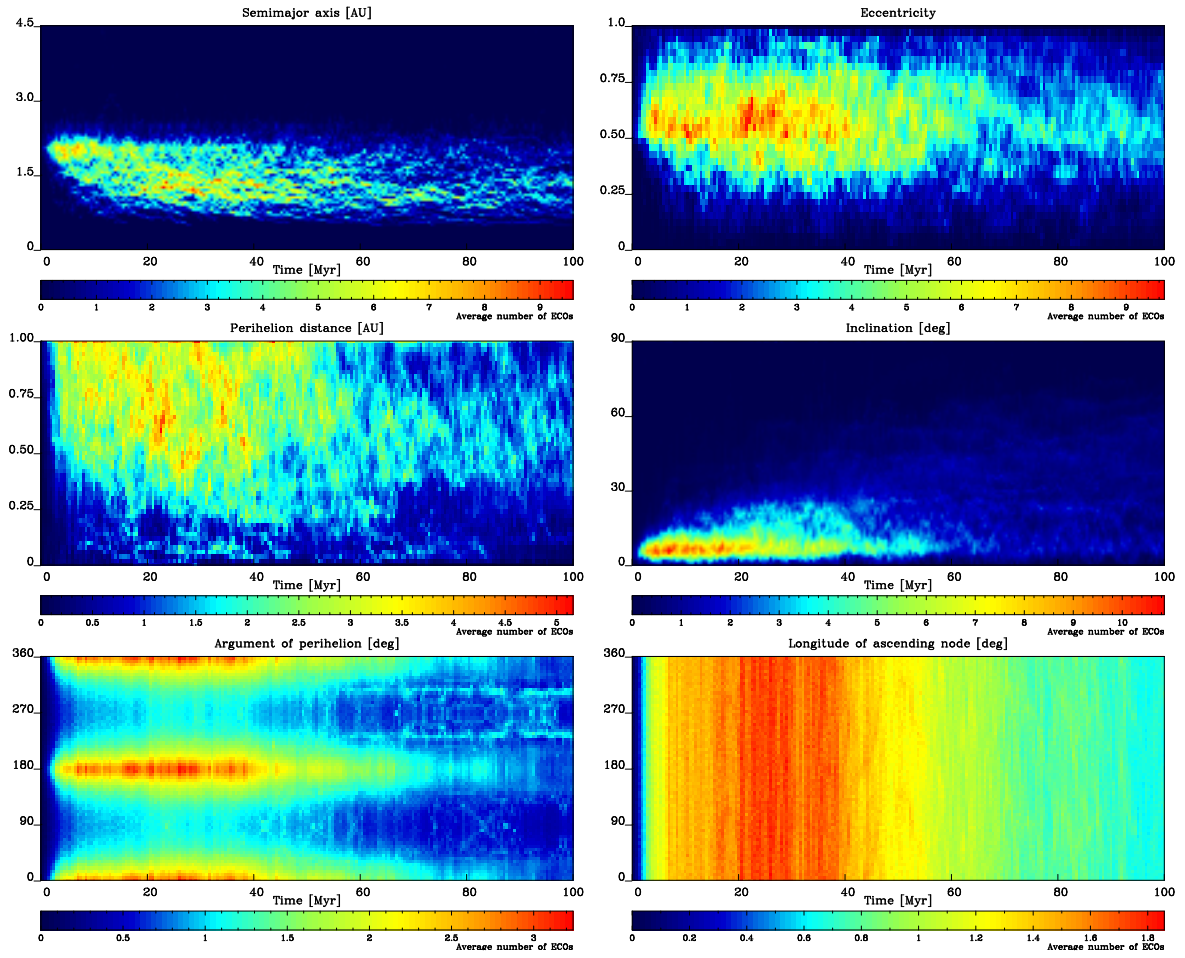 Semimajor axis [AU]
4.5
3.0
1.5
0
0 20 40 60 80 100
Time [Myr]
0 1 2 3 4 5 6 7 8 9
Average number of ECOs
Eccentricity
1.0
0.75
0.50
0.25
0
0 20 40 60 80 100
Time [Myr]
0 1 2 3 4 5 6 7 8 9
Average number of ECOs
Perihelion distance [AU]
1.00
0.75
0.50
0.25
0
0 20 40 60 80 100
Time [Myr]
0 0.5 1 1.5 2 2.5 3 3.5 4 4.5 5
Average number of ECOs
Inclination [deg]
90
60
30
0
0 20 40 60 80 100
Time [Myr]
0 1 2 3 4 5 6 7 8 9 10
Average number of ECOs
Argument of perihelion [deg]
360
270
180
90
0
0 20 40 60 80 100
Time [Myr]
0 0.5 1 1.5 2 2.5 3
Average number of ECOs
Longitude of ascending node [deg]
360
270
180
90
0
0 20 40 60 80 100
Time [Myr]
0 0.2 0.4 0.6 0.8 1 1.2 1.4 1.6 1.8
Average number of ECOs